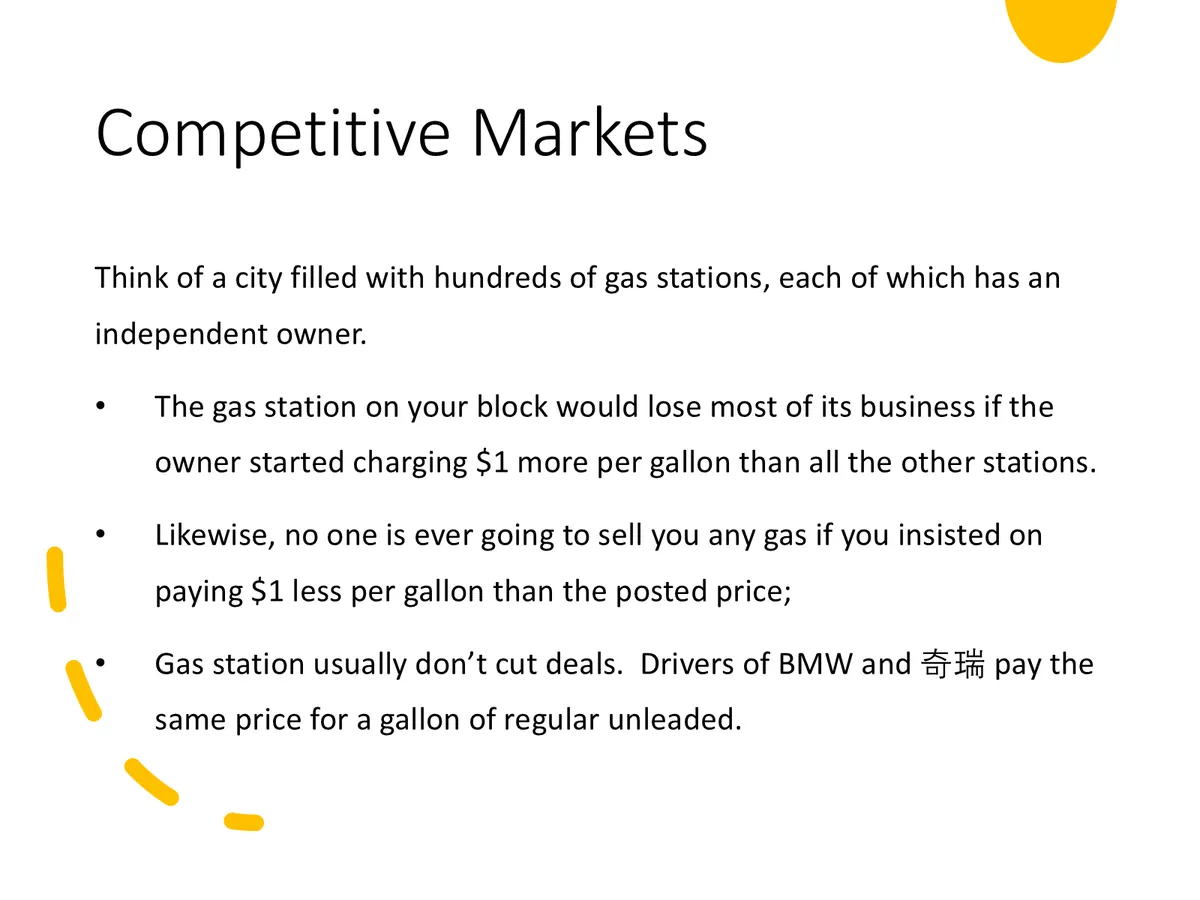 Competitive Markets
Think of a city filled with hundreds of gas stations, each of which has an
independent owner.
• The gas station on your block would lose most of its business if the
owner started charging $1 more per gallon than all the other stations.
• Likewise, no one is ever going to sell you any gas if you insisted on
paying $1 less per gallon than the posted price;
• Gas station usually don’t cut deals.  Drivers of BMW and 奇瑞 pay the
same price for a gallon of regular unleaded.